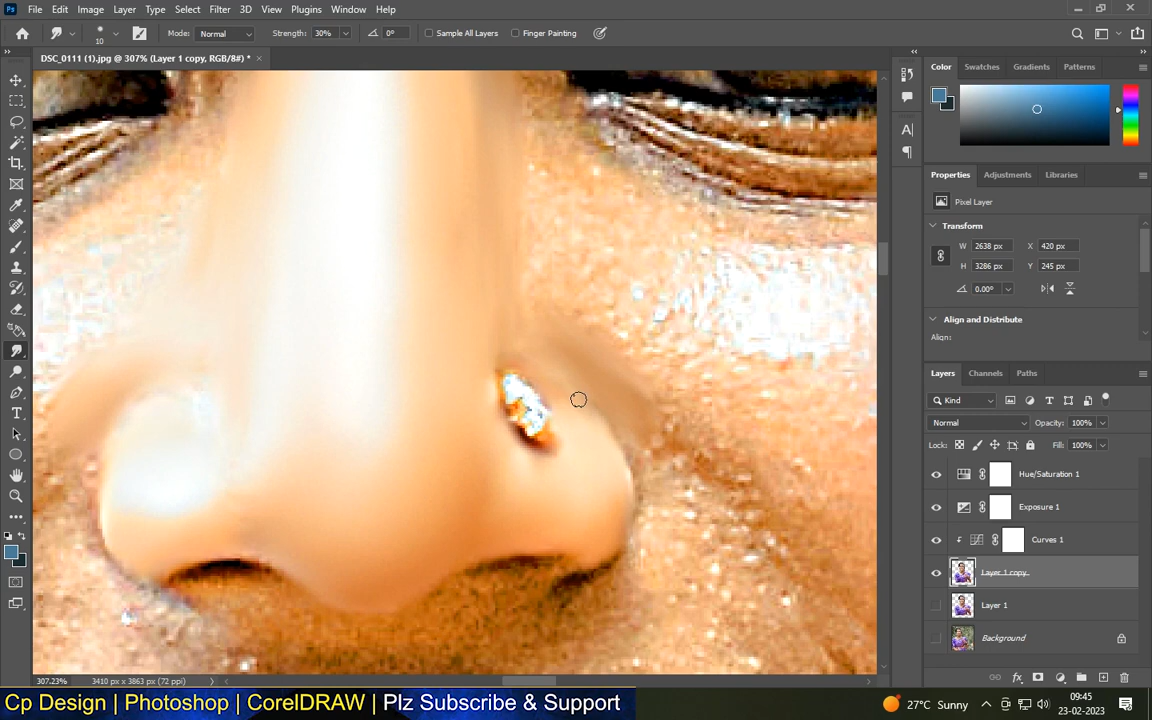 Ps File Edit Image Layer Type Select Filter 3D View Plugins Window Help
10 Mode: Normal Strength: 30% 0° Sample All Layers Finger Painting
DSC_0111 (1).jpg @ 307% (Layer 1 copy, RGB/8#) * ×
Color Swatches Gradients Patterns
Properties Adjustments Libraries
Pixel Layer
Transform
W 2638 px X 420 px
H 3286 px Y 245 px
0.00°
Align and Distribute
Align:
Layers Channels Paths
Kind
Normal Opacity: 100%
Lock: Fill: 100%
Hue/Saturation 1
Exposure 1
Curves 1
Layer 1 copy
Layer 1
Background
307.23% 3410 px x 3863 px (72 ppi)
Cp Design | Photoshop | CorelDRAW | Plz Subscribe & Support
27°C Sunny
09:45
23-02-2023